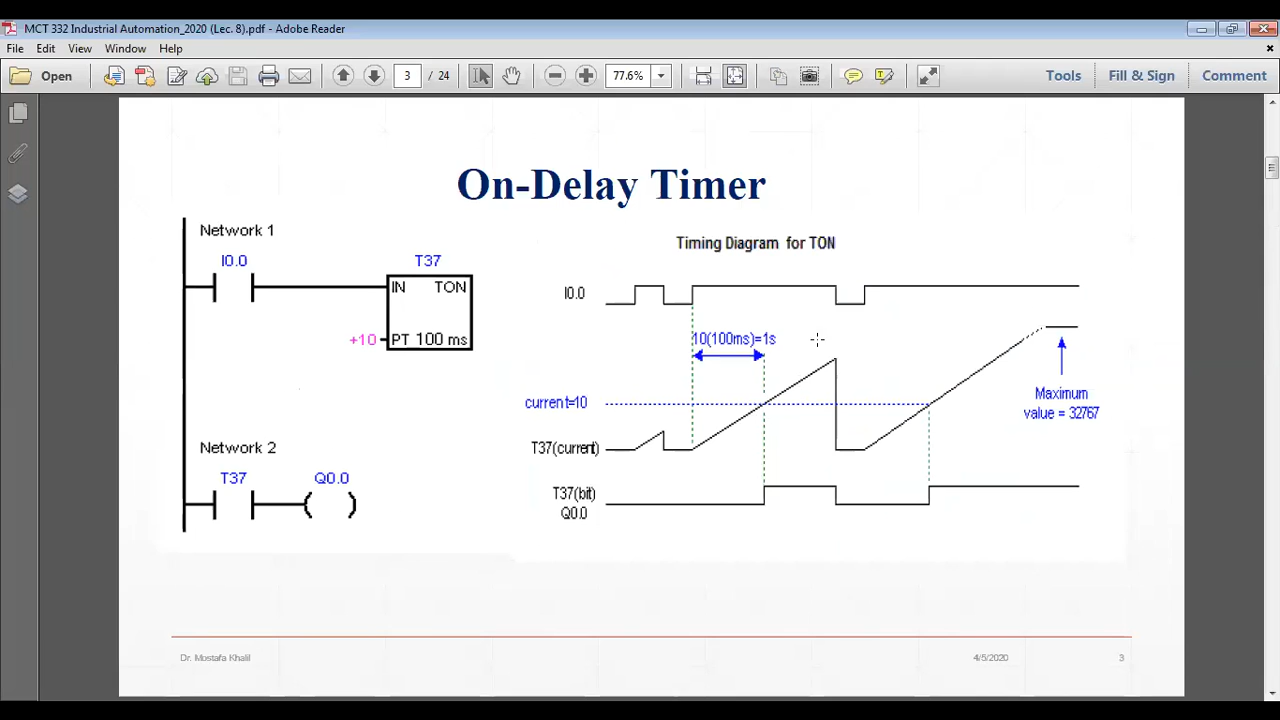 MCT 332 Industrial Automation_2020 (Lec. 8).pdf - Adobe Reader
File Edit View Window Help
Open 3 / 24 77.6% Tools Fill & Sign Comment
On-Delay Timer
Network 1
I0.0 T37
IN TON
+10 PT 100 ms
Network 2
T37 Q0.0
Timing Diagram for TON
I0.0
10(100ms)=1s
current=10
Maximum
value = 32767
T37(current)
T37(bit)
Q0.0
Dr. Mostafa Khalil 4/5/2020 3